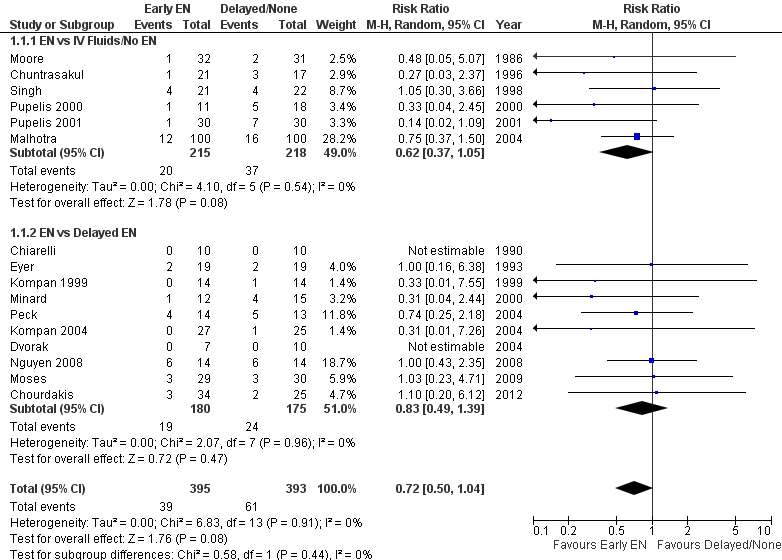 Early EN Delayed/None Risk Ratio Risk Ratio
Study or Subgroup Events Total Events Total Weight M-H, Random, 95% CI Year M-H, Random, 95% CI
1.1.1 EN vs IV Fluids/No EN
Moore 1 32 2 31 2.5% 0.48 [0.05, 5.07] 1986
Chuntrasakul 1 21 3 17 2.9% 0.27 [0.03, 2.37] 1996
Singh 4 21 4 22 8.7% 1.05 [0.30, 3.66] 1998
Pupelis 2000 1 11 5 18 3.4% 0.33 [0.04, 2.45] 2000
Pupelis 2001 1 30 7 30 3.4% 0.14 [0.02, 1.09] 2001
Malhotra 12 100 16 100 28.2% 0.75 [0.37, 1.50] 2004
Subtotal (95% CI) 215 218 49.0% 0.62 [0.37, 1.05]
Total events 20 37
Heterogeneity: Tau² = 0.00; Chi² = 4.10, df = 5 (P = 0.54); I² = 0%
Test for overall effect: Z = 1.78 (P = 0.08)
1.1.2 EN vs Delayed EN
Chiarelli 0 10 0 10 Not estimable 1990
Eyer 2 19 2 19 4.0% 1.00 [0.16, 6.38] 1993
Kompan 1999 0 14 1 14 1.4% 0.33 [0.01, 7.55] 1999
Minard 1 12 4 15 3.2% 0.31 [0.04, 2.44] 2000
Peck 4 14 5 13 11.8% 0.74 [0.25, 2.18] 2004
Kompan 2004 0 27 1 25 1.4% 0.31 [0.01, 7.26] 2004
Dvorak 0 7 0 10 Not estimable 2004
Nguyen 2008 6 14 6 14 18.7% 1.00 [0.43, 2.35] 2008
Moses 3 29 3 30 5.9% 1.03 [0.23, 4.71] 2009
Chourdakis 3 34 2 25 4.7% 1.10 [0.20, 6.12] 2012
Subtotal (95% CI) 180 175 51.0% 0.83 [0.49, 1.39]
Total events 19 24
Heterogeneity: Tau² = 0.00; Chi² = 2.07, df = 7 (P = 0.96); I² = 0%
Test for overall effect: Z = 0.72 (P = 0.47)
Total (95% CI) 395 393 100.0% 0.72 [0.50, 1.04]
Total events 39 61
Heterogeneity: Tau² = 0.00; Chi² = 6.83, df = 13 (P = 0.91); I² = 0%
Test for overall effect: Z = 1.76 (P = 0.08)
Test for subgroup differences: Chi² = 0.58, df = 1 (P = 0.44), I² = 0%
0.1 0.2 0.5 1 2 5 10
Favours Early EN Favours Delayed/None